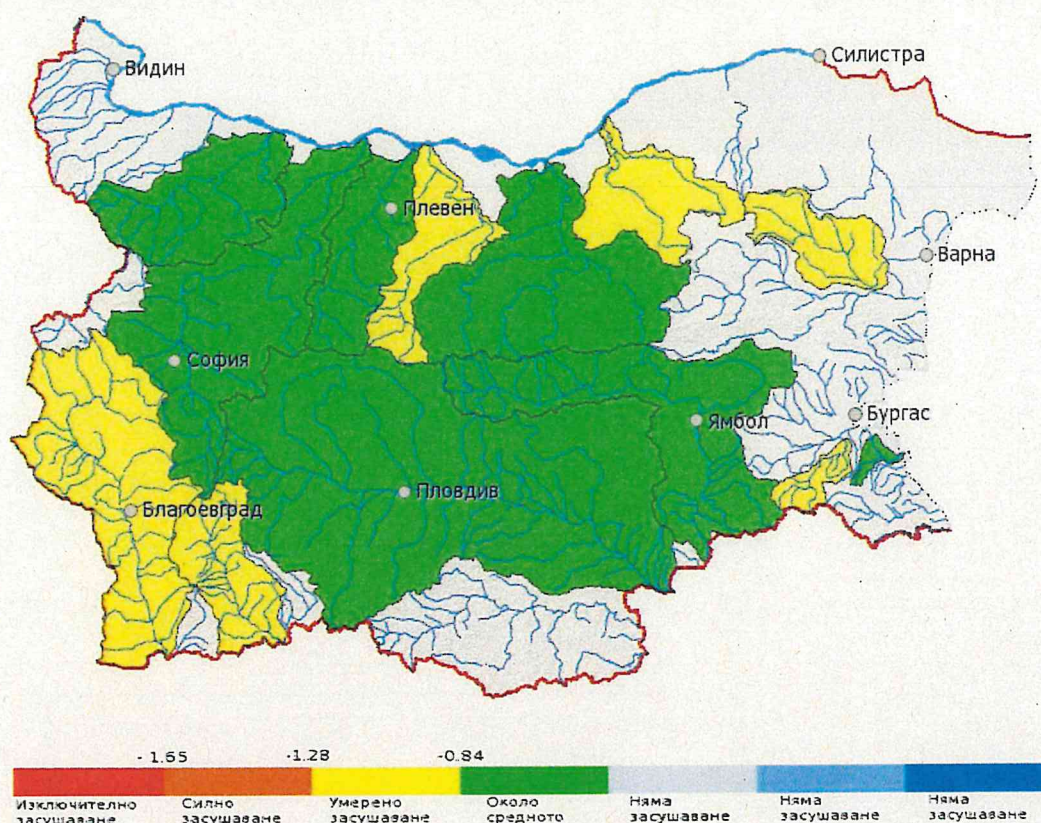 Видин
Силистра
Плевен
Варна
София
Бургас
Ямбол
Пловдив
Благоевград
- 1.65
-1.28
-0.84
Изключително
засушаване
Силно
засушаване
Умерено
засушаване
Около
средното
Няма
засушаване
Няма
засушаване
Няма
засушаване